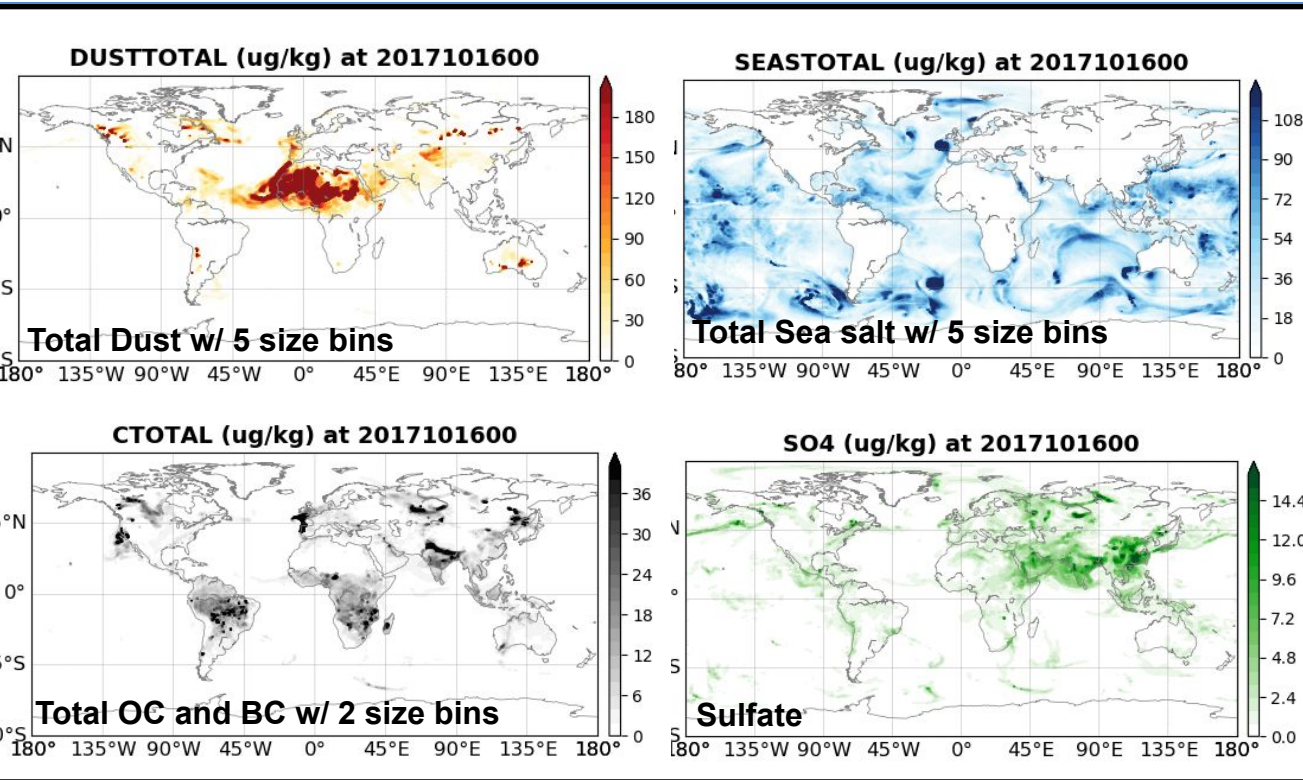 DUSTTOTAL (ug/kg) at 2017101600
N
0°
S
S
180
150
120
90
60
30
0
Total Dust w/ 5 size bins
180° 135°W 90°W 45°W 0° 45°E 90°E 135°E 180°
SEASTOTAL (ug/kg) at 2017101600
S
108
90
72
54
36
18
0
Total Sea salt w/ 5 size bins
80° 135°W 90°W 45°W 0° 45°E 90°E 135°E 180°
CTOTAL (ug/kg) at 2017101600
°N
0°
°S
0°S
36
30
24
18
12
6
0
Total OC and BC w/ 2 size bins
180° 135°W 90°W 45°W 0° 45°E 90°E 135°E 180°
SO4 (ug/kg) at 2017101600
N
°
S
S
14.4
12.0
9.6
7.2
4.8
2.4
0.0
Sulfate
180° 135°W 90°W 45°W 0° 45°E 90°E 135°E 180°